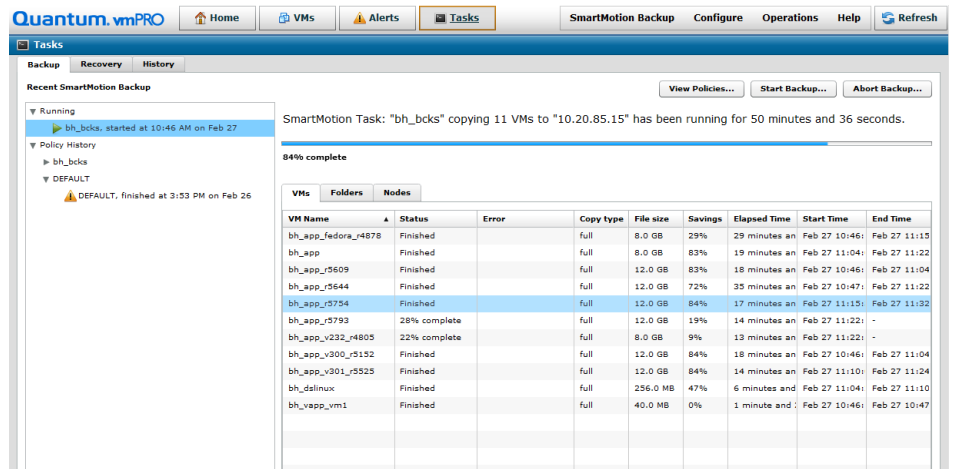 Quantum. vmPRO Home VMs Alerts Tasks SmartMotion Backup Configure Operations Help Refresh
Tasks
Backup Recovery History
Recent SmartMotion Backup View Policies... Start Backup... Abort Backup...
Running
bh_bcks, started at 10:46 AM on Feb 27
SmartMotion Task: "bh_bcks" copying 11 VMs to "10.20.85.15" has been running for 50 minutes and 36 seconds.
Policy History
bh_bcks
84% complete
DEFAULT
DEFAULT, finished at 3:53 PM on Feb 26
VMs Folders Nodes
VM Name Status Error Copy type File size Savings Elapsed Time Start Time End Time
bh_app_fedora_r4878 Finished full 8.0 GB 29% 29 minutes an Feb 27 10:46: Feb 27 11:15
bh_app Finished full 8.0 GB 83% 19 minutes an Feb 27 11:04: Feb 27 11:22
bh_app_r5609 Finished full 12.0 GB 83% 18 minutes an Feb 27 10:46: Feb 27 11:04
bh_app_r5644 Finished full 12.0 GB 72% 35 minutes an Feb 27 10:47: Feb 27 11:22
bh_app_r5754 Finished full 12.0 GB 84% 17 minutes an Feb 27 11:15: Feb 27 11:32
bh_app_r5793 28% complete full 12.0 GB 19% 14 minutes an Feb 27 11:22: -
bh_app_v232_r4805 22% complete full 8.0 GB 9% 13 minutes an Feb 27 11:22: -
bh_app_v300_r5152 Finished full 12.0 GB 84% 18 minutes an Feb 27 10:46: Feb 27 11:04
bh_app_v301_r5525 Finished full 12.0 GB 84% 14 minutes an Feb 27 11:10: Feb 27 11:24
bh_dslinux Finished full 256.0 MB 47% 6 minutes and Feb 27 11:04: Feb 27 11:10
bh_vapp_vm1 Finished full 40.0 MB 0% 1 minute and Feb 27 10:46: Feb 27 10:47